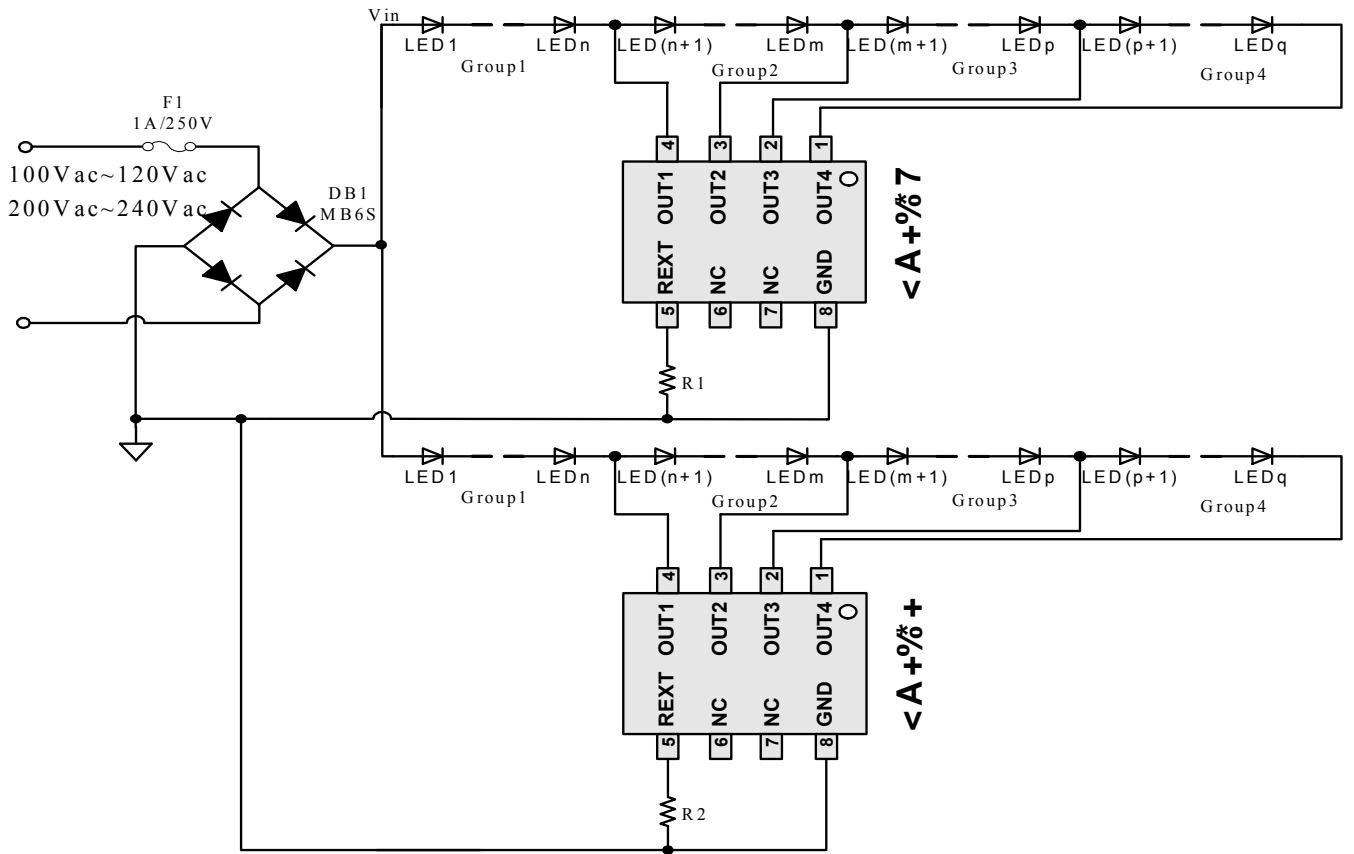 Vin
LED1
LEDn
LED(n+1)
LEDm
LED(m+1)
LEDp
LED(p+1)
LEDq
Group1
Group2
Group3
Group4
F1
1A/250V
100Vac~120Vac
200Vac~240Vac
DB1
MB6S
4
3
2
1
OUT1
OUT2
OUT3
OUT4
REXT
NC
NC
GND
5
6
7
8
<A+%*7
R1
LED1
LEDn
LED(n+1)
LEDm
LED(m+1)
LEDp
LED(p+1)
LEDq
Group1
Group2
Group3
Group4
4
3
2
1
OUT1
OUT2
OUT3
OUT4
REXT
NC
NC
GND
5
6
7
8
<A+%*+
R2